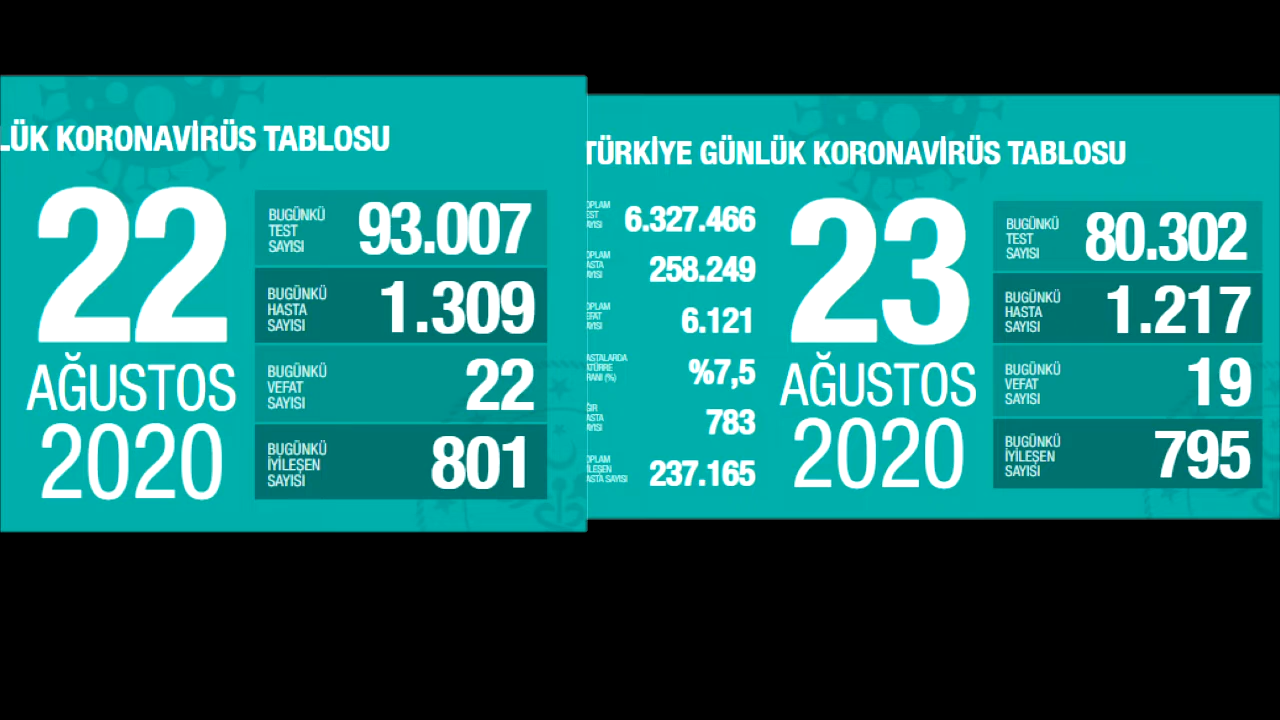 LÜK KORONAVİRÜS TABLOSU
22
AĞUSTOS
2020
BUGÜNKÜ
TEST
SAYISI
93.007
BUGÜNKÜ
HASTA
SAYISI
1.309
BUGÜNKÜ
VEFAT
SAYISI
22
BUGÜNKÜ
İYİLEŞEN
SAYISI
801
TÜRKİYE GÜNLÜK KORONAVİRÜS TABLOSU
6.327.466
258.249
6.121
%7,5
783
237.165
23
AĞUSTOS
2020
BUGÜNKÜ
TEST
SAYISI
80.302
BUGÜNKÜ
HASTA
SAYISI
1.217
BUGÜNKÜ
VEFAT
SAYISI
19
BUGÜNKÜ
İYİLEŞEN
SAYISI
795